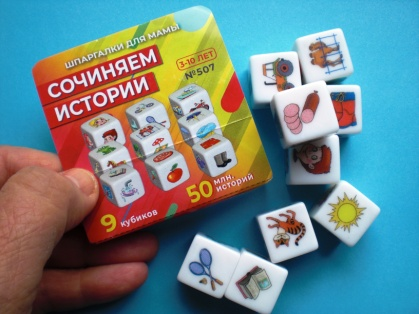 ШПАРГАЛКИ ДЛЯ МАМЫ
СОЧИНЯЕМ
ИСТОРИИ
3-10 ЛЕТ
№507
9 кубиков
50 млн. историй